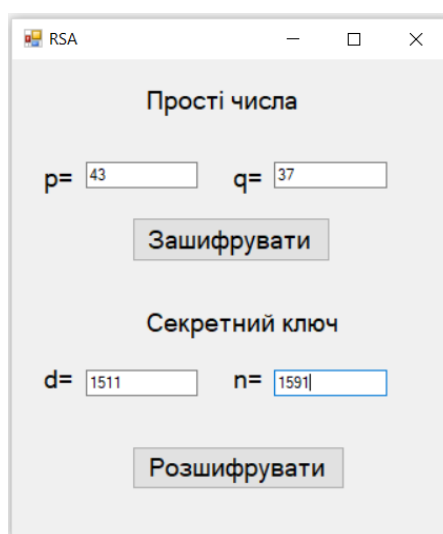 RSA
Прості числа
p= 43 q= 37
Зашифрувати
Секретний ключ
d= 1511 n= 1591
Розшифрувати